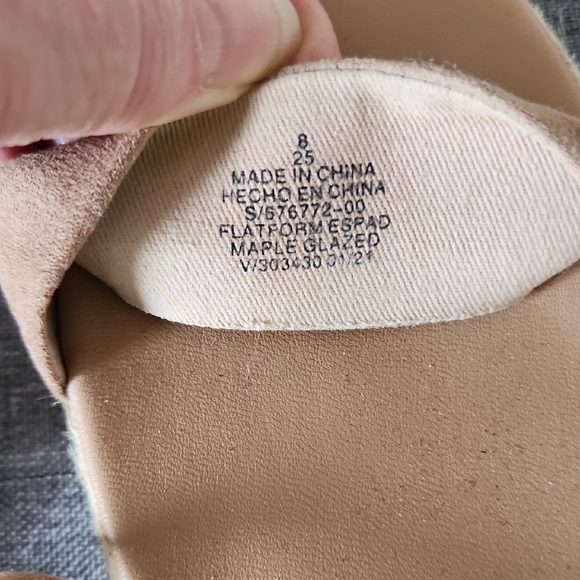 8
25
MADE IN CHINA
HECHO EN CHINA
S/676772-00
FLATFORM ESPAD
MAPLE GLAZED
V/303430 01/21